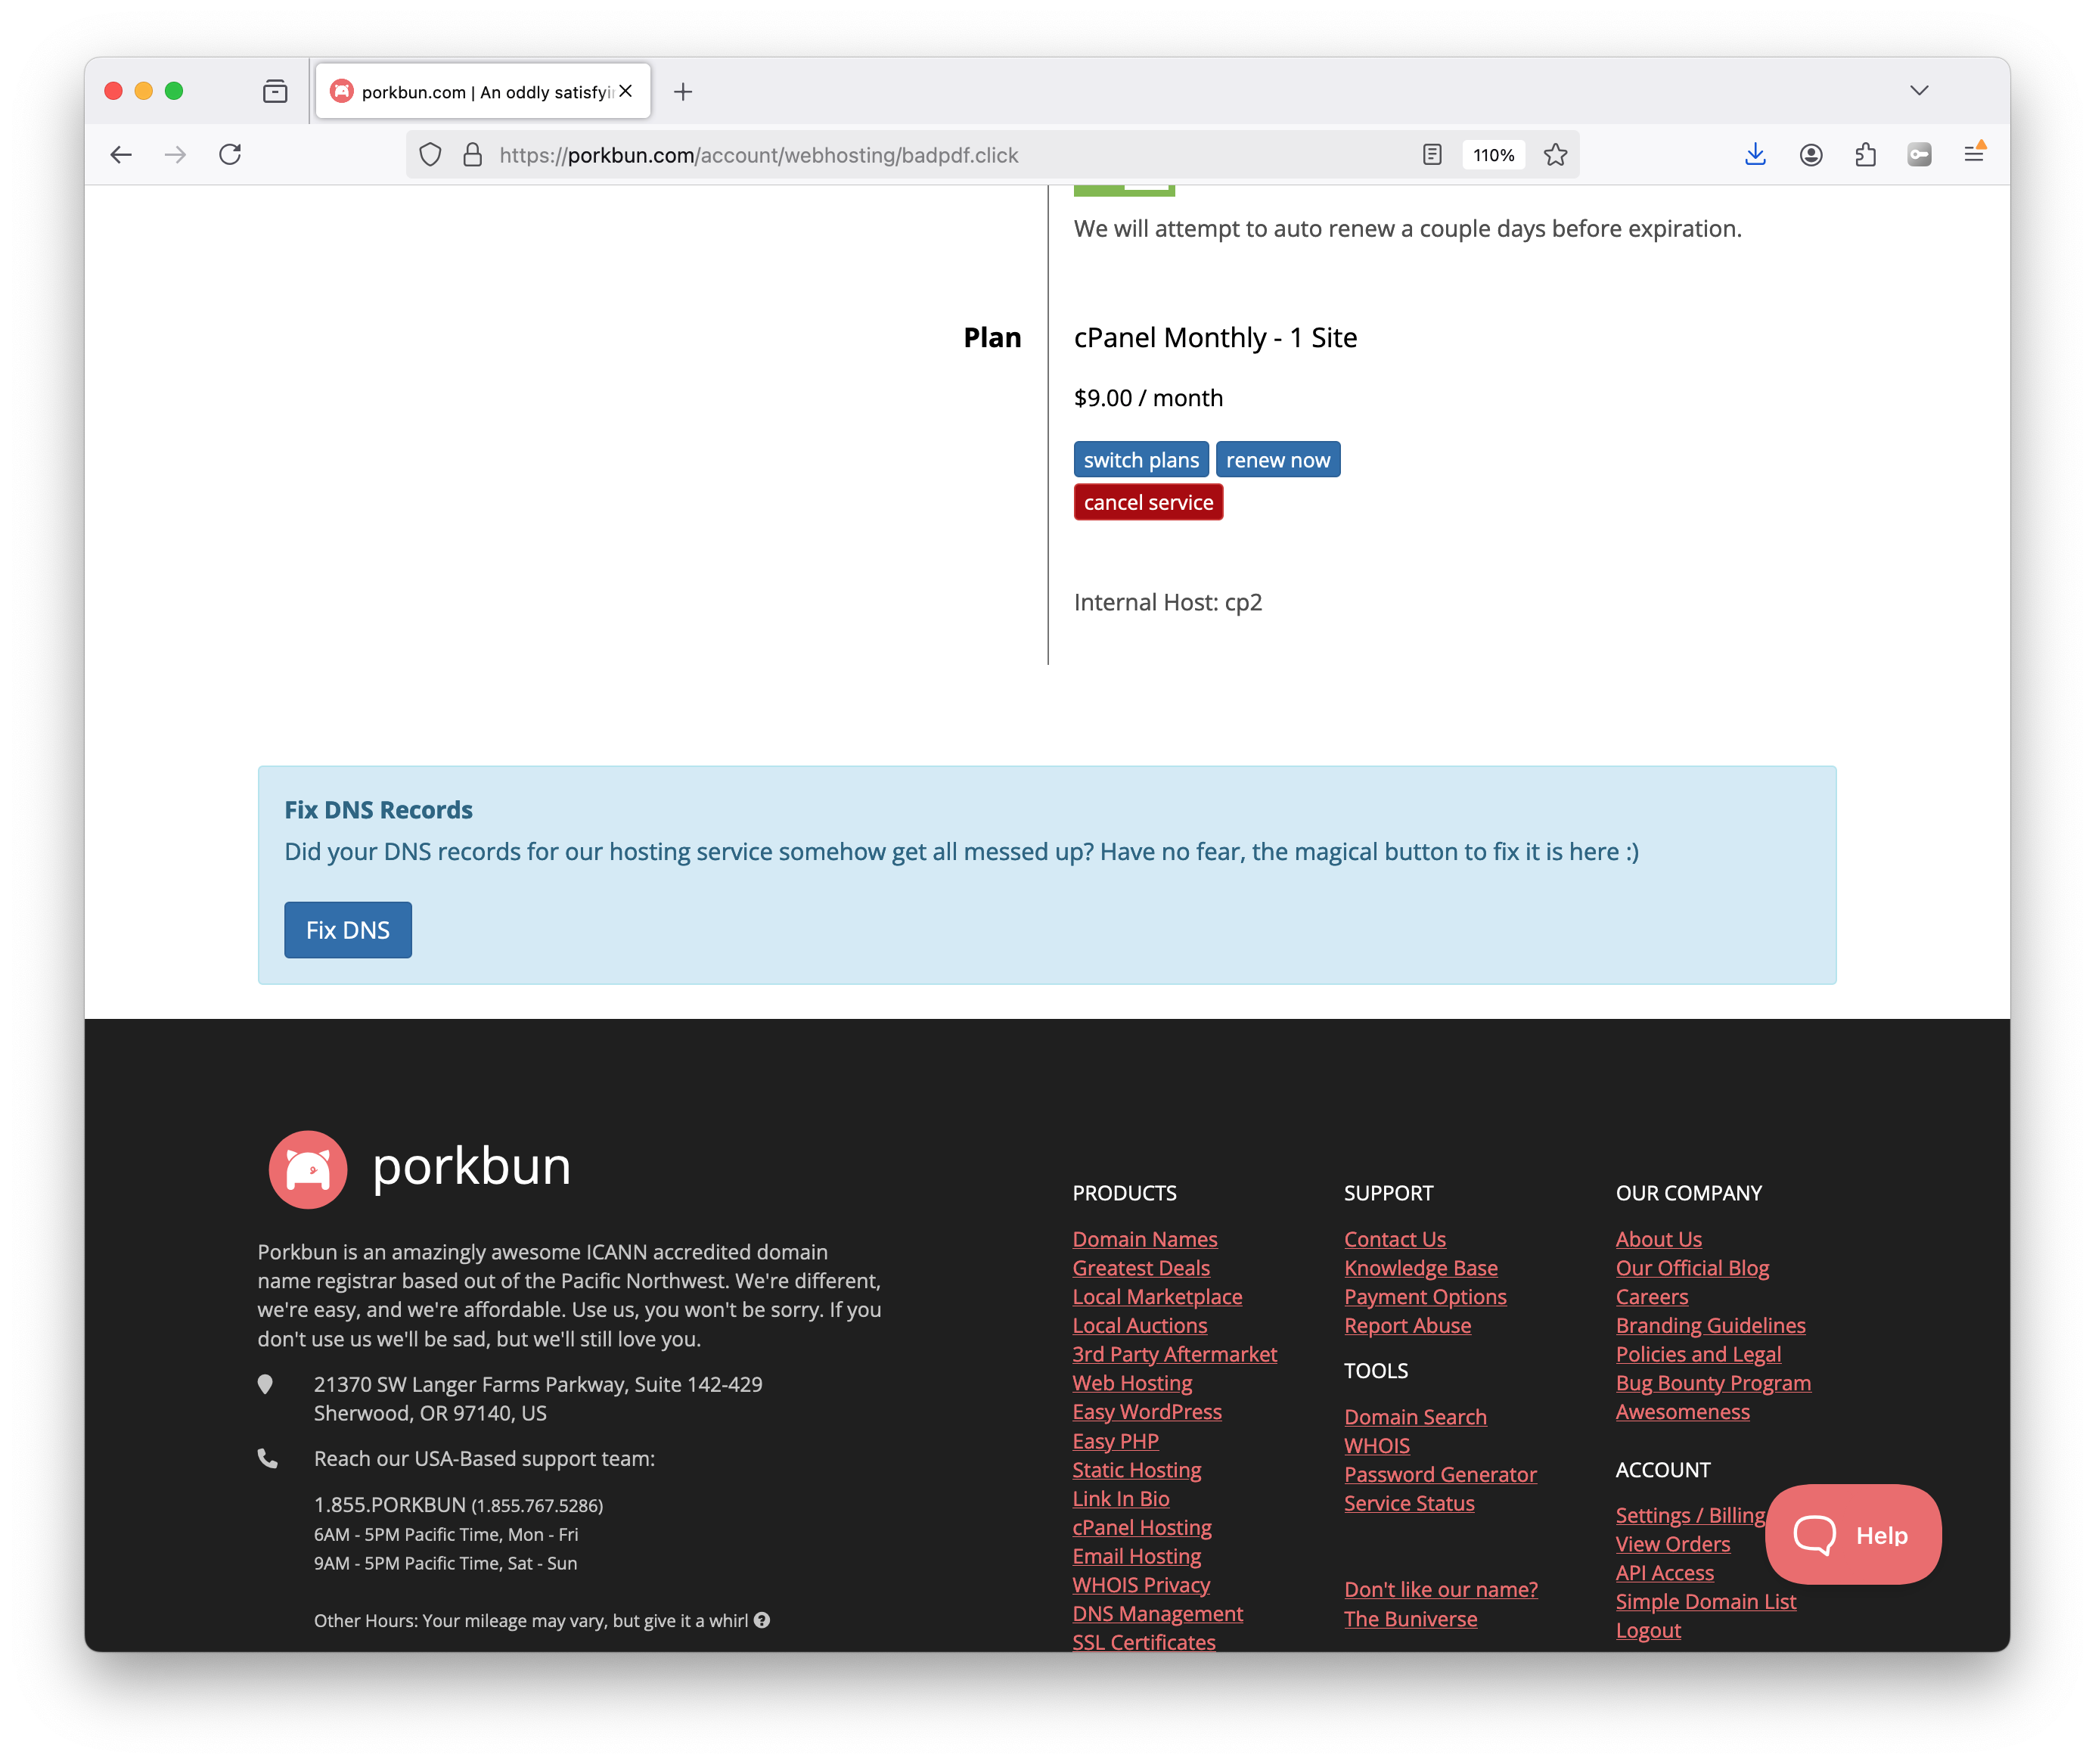 porkbun.com | An oddly satisfyi
https://porkbun.com/account/webhosting/badpdf.click
110%
We will attempt to auto renew a couple days before expiration.
Plan
cPanel Monthly - 1 Site
$9.00 / month
switch plans
renew now
cancel service
Internal Host: cp2
Fix DNS Records
Did your DNS records for our hosting service somehow get all messed up? Have no fear, the magical button to fix it is here :)
Fix DNS
porkbun
Porkbun is an amazingly awesome ICANN accredited domain
name registrar based out of the Pacific Northwest. We're different,
we're easy, and we're affordable. Use us, you won't be sorry. If you
don't use us we'll be sad, but we'll still love you.
21370 SW Langer Farms Parkway, Suite 142-429
Sherwood, OR 97140, US
Reach our USA-Based support team:
1.855.PORKBUN (1.855.767.5286)
6AM - 5PM Pacific Time, Mon - Fri
9AM - 5PM Pacific Time, Sat - Sun
Other Hours: Your mileage may vary, but give it a whirl
PRODUCTS
Domain Names
Greatest Deals
Local Marketplace
Local Auctions
3rd Party Aftermarket
Web Hosting
Easy WordPress
Easy PHP
Static Hosting
Link In Bio
cPanel Hosting
Email Hosting
WHOIS Privacy
DNS Management
SSL Certificates
SUPPORT
Contact Us
Knowledge Base
Payment Options
Report Abuse
TOOLS
Domain Search
WHOIS
Password Generator
Service Status
Don't like our name?
The Buniverse
OUR COMPANY
About Us
Our Official Blog
Careers
Branding Guidelines
Policies and Legal
Bug Bounty Program
Awesomeness
ACCOUNT
Settings / Billing
View Orders
API Access
Simple Domain List
Logout
Help